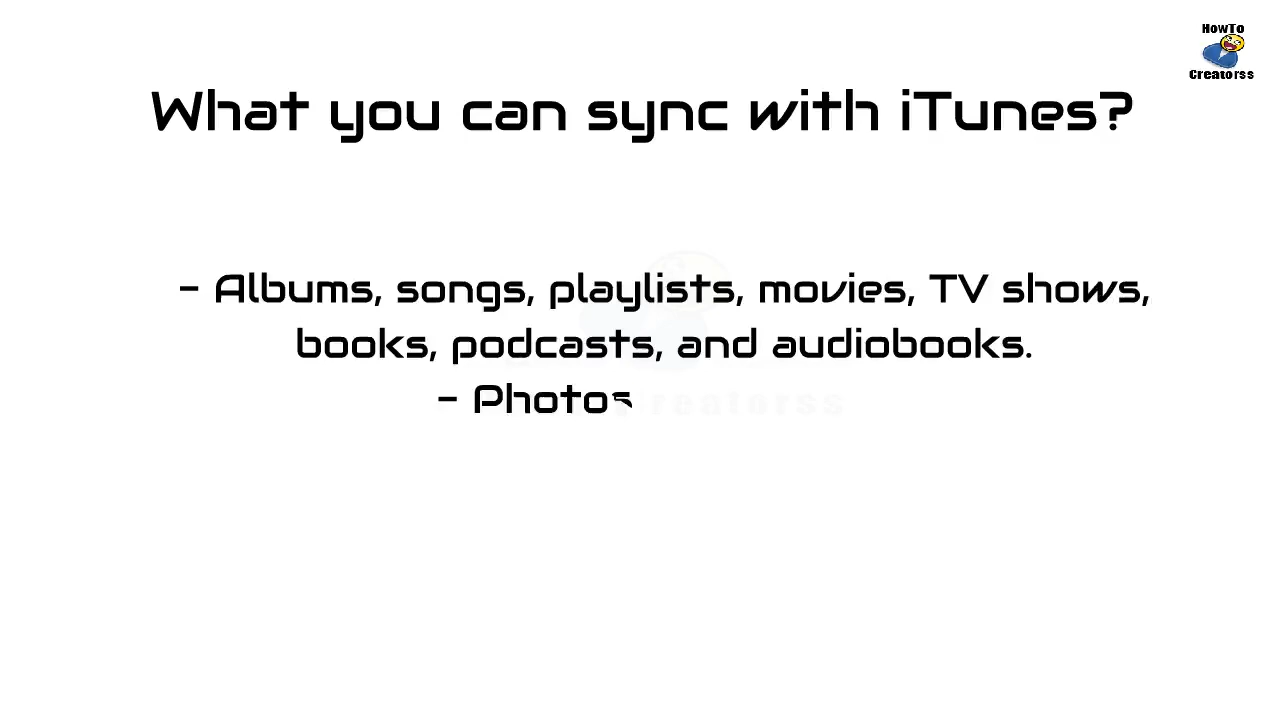 HowTo
Creatorss
What you can sync with iTunes?
- Albums, songs, playlists, movies, TV shows,
books, podcasts, and audiobooks.
- Photos